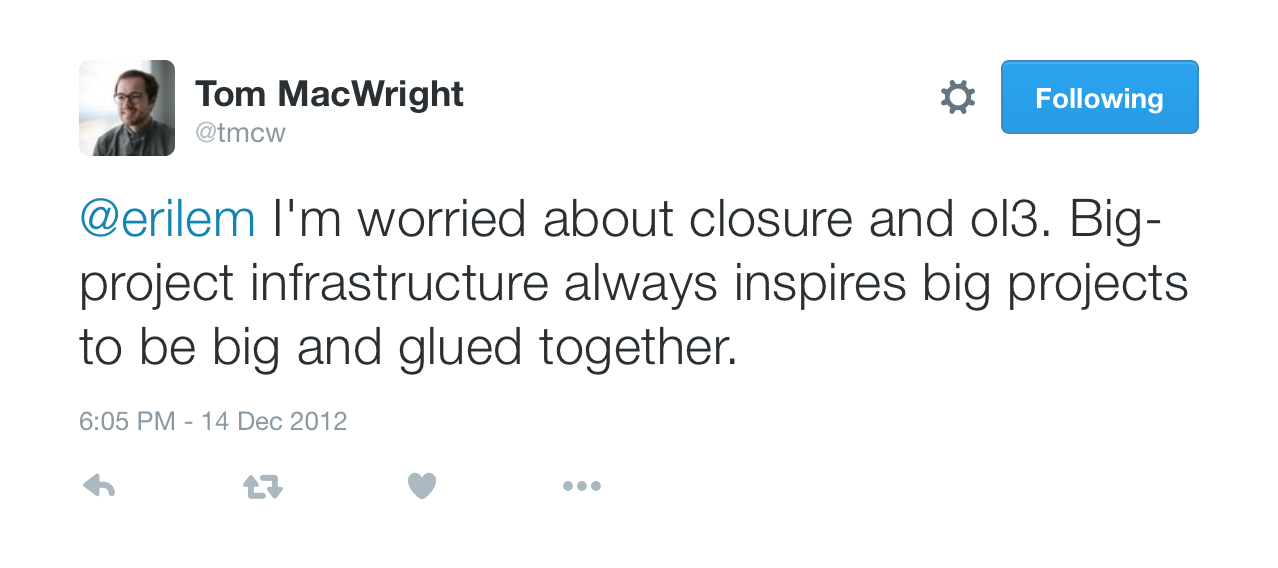 Tom MacWright
@tmcw
Following
@erilem I'm worried about closure and ol3. Big-
project infrastructure always inspires big projects
to be big and glued together.
6:05 PM - 14 Dec 2012